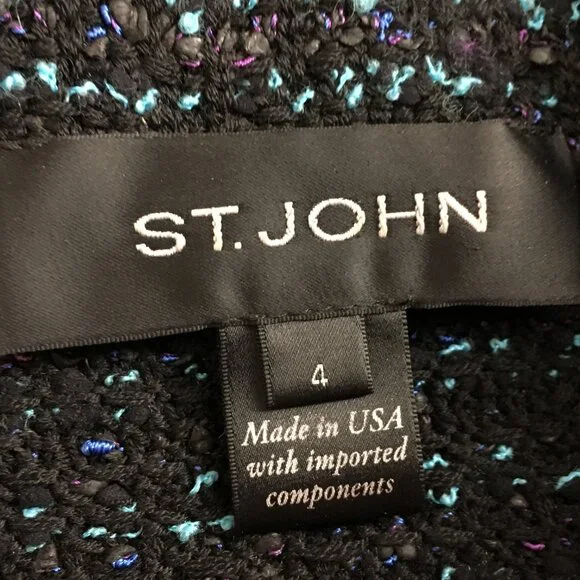 ST. JOHN
4
Made in USA
with imported
components